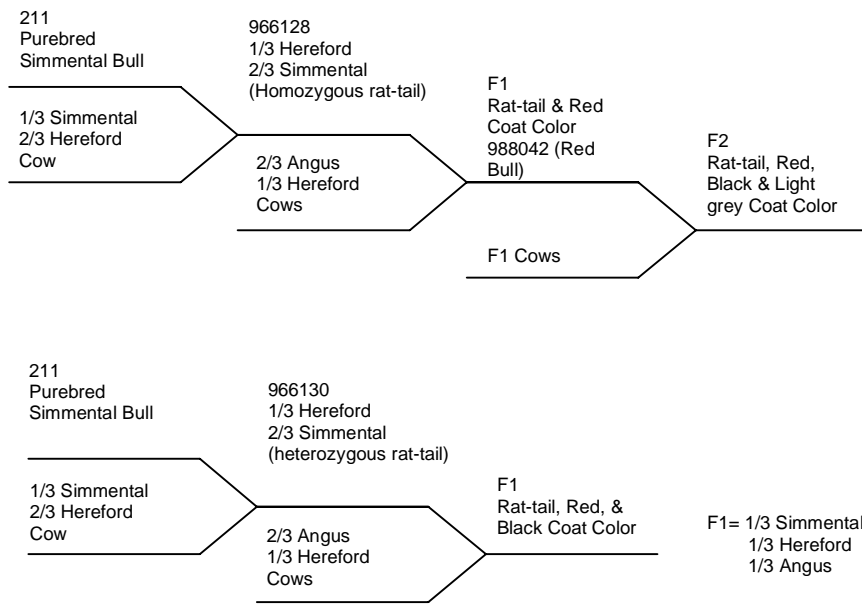 211
Purebred
Simmental Bull
1/3 Simmental
2/3 Hereford
Cow
966128
1/3 Hereford
2/3 Simmental
(Homozygous rat-tail)
2/3 Angus
1/3 Hereford
Cows
F1
Rat-tail & Red
Coat Color
988042 (Red
Bull)
F1 Cows
F2
Rat-tail, Red,
Black & Light
grey Coat Color
211
Purebred
Simmental Bull
1/3 Simmental
2/3 Hereford
Cow
966130
1/3 Hereford
2/3 Simmental
(heterozygous rat-tail)
2/3 Angus
1/3 Hereford
Cows
F1
Rat-tail, Red, &
Black Coat Color
F1= 1/3 Simmental
1/3 Hereford
1/3 Angus